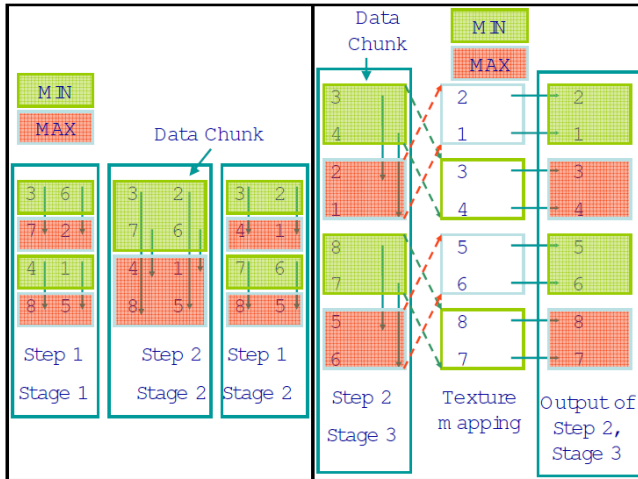 MIN
MAX
Data Chunk
3 6
7 2
4 1
8 5
Step 1
Stage 1
3 2
7 6
4 1
8 5
Step 2
Stage 2
3 2
4 1
7 6
8 5
Step 1
Stage 2
Data
Chunk
MIN
MAX
3
4
2
1
8
7
5
6
Step 2
Stage 3
2
1
3
4
5
6
8
7
Texture
mapping
2
1
3
4
5
6
8
7
Output of
Step 2,
Stage 3